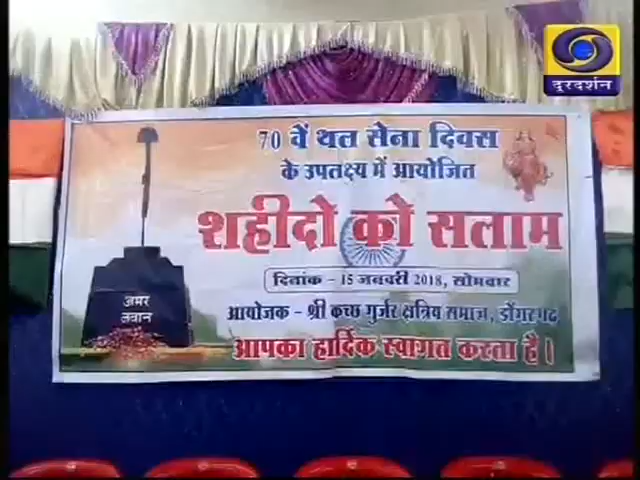 दूरदर्शन
70 वें थल सेना दिवस
के उपलक्ष्य में आयोजित
शहीदो को सलाम
दिनांक - 15 जनवरी 2018, सोमवार
अमर
जवान
आयोजक - श्री कच्छ गुर्जर क्षत्रिय समाज, डोंगरगढ़
आपका हार्दिक स्वागत करता है।